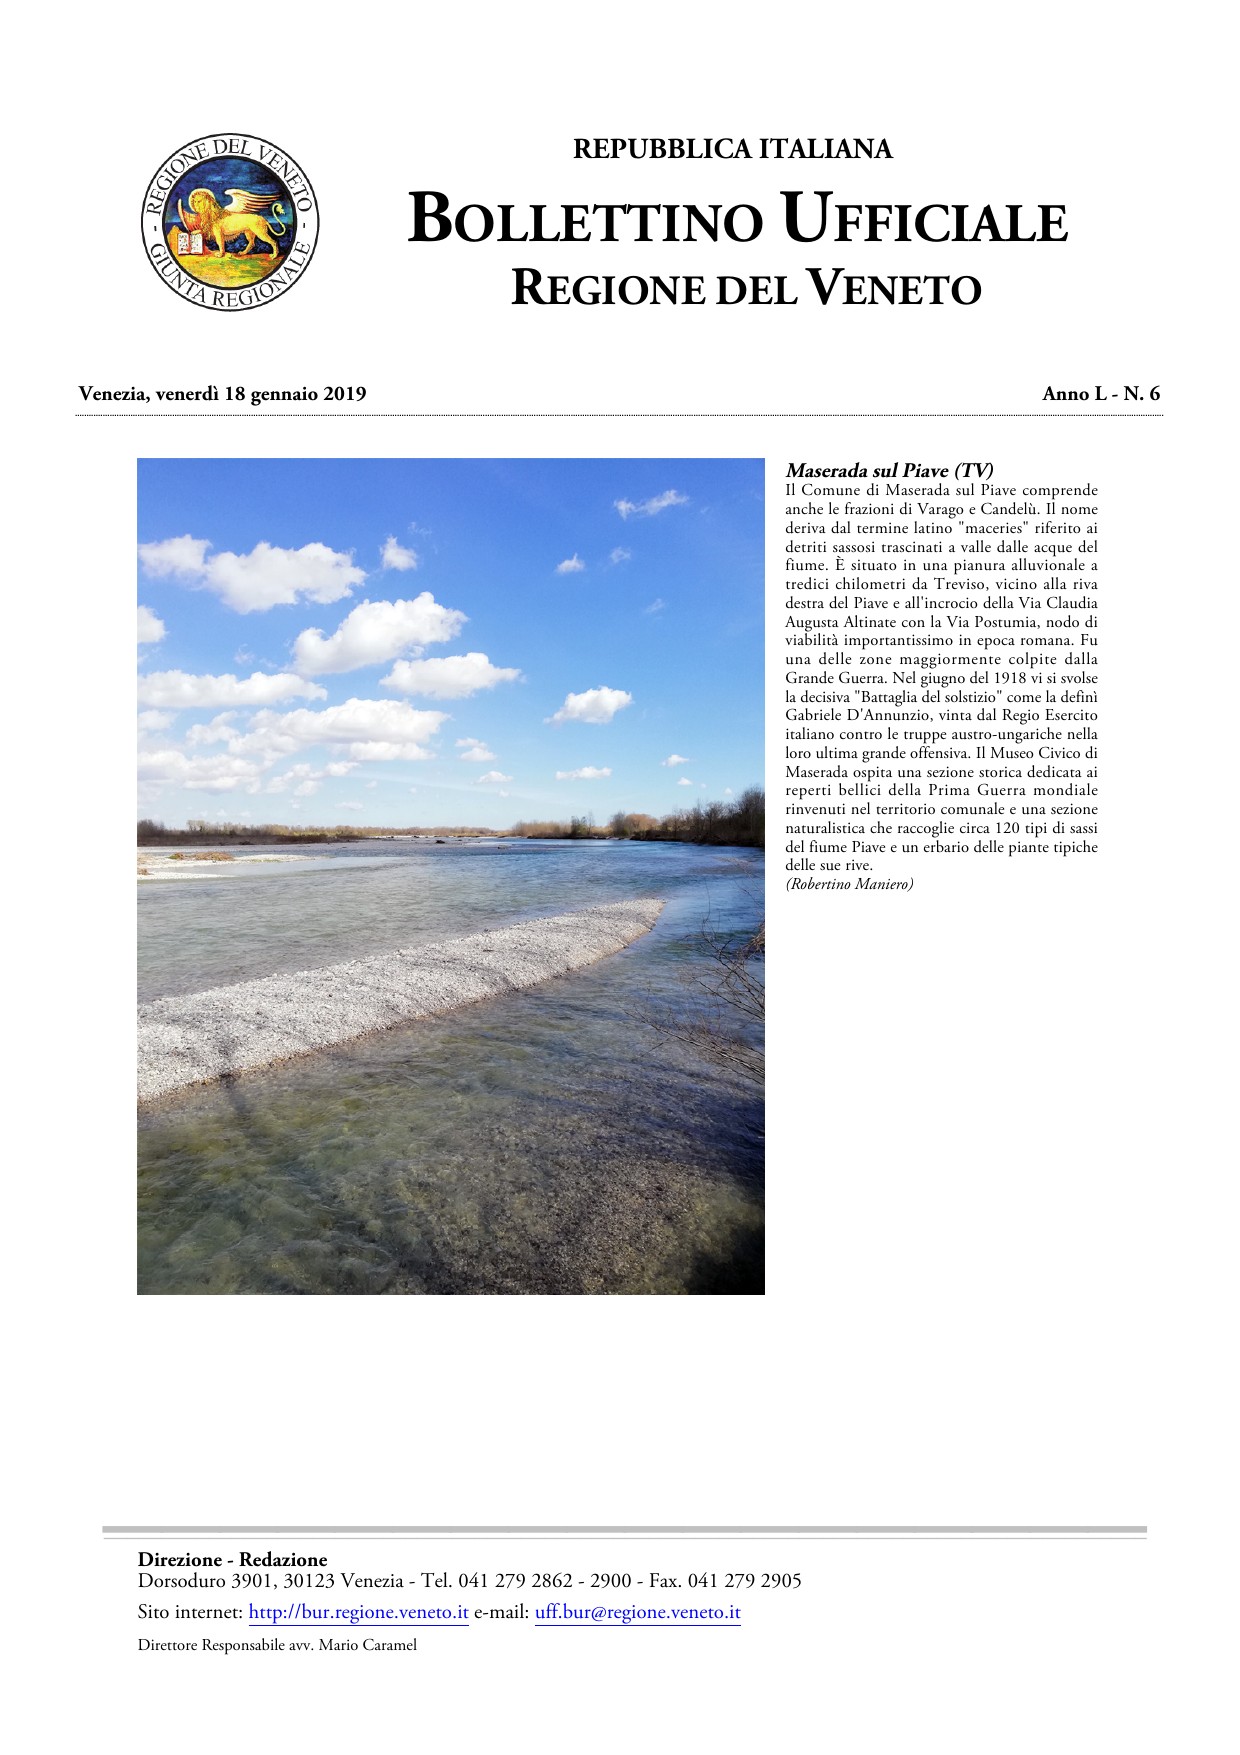 REGIONE DEL VENETO
- GIUNTA REGIONALE -
REPUBBLICA ITALIANA
BOLLETTINO UFFICIALE
REGIONE DEL VENETO
Venezia, venerdì 18 gennaio 2019
Anno L - N. 6
Maserada sul Piave (TV)
Il Comune di Maserada sul Piave comprende
anche le frazioni di Varago e Candelù. Il nome
deriva dal termine latino "maceries" riferito ai
detriti sassosi trascinati a valle dalle acque del
fiume. È situato in una pianura alluvionale a
tredici chilometri da Treviso, vicino alla riva
destra del Piave e all'incrocio della Via Claudia
Augusta Altinate con la Via Postumia, nodo di
viabilità importantissimo in epoca romana. Fu
una delle zone maggiormente colpite dalla
Grande Guerra. Nel giugno del 1918 vi si svolse
la decisiva "Battaglia del solstizio" come la definì
Gabriele D'Annunzio, vinta dal Regio Esercito
italiano contro le truppe austro-ungariche nella
loro ultima grande offensiva. Il Museo Civico di
Maserada ospita una sezione storica dedicata ai
reperti bellici della Prima Guerra mondiale
rinvenuti nel territorio comunale e una sezione
naturalistica che raccoglie circa 120 tipi di sassi
del fiume Piave e un erbario delle piante tipiche
delle sue rive.
(Robertino Maniero)
Direzione - Redazione
Dorsoduro 3901, 30123 Venezia - Tel. 041 279 2862 - 2900 - Fax. 041 279 2905
Sito internet: http://bur.regione.veneto.it e-mail: uff.bur@regione.veneto.it
Direttore Responsabile avv. Mario Caramel